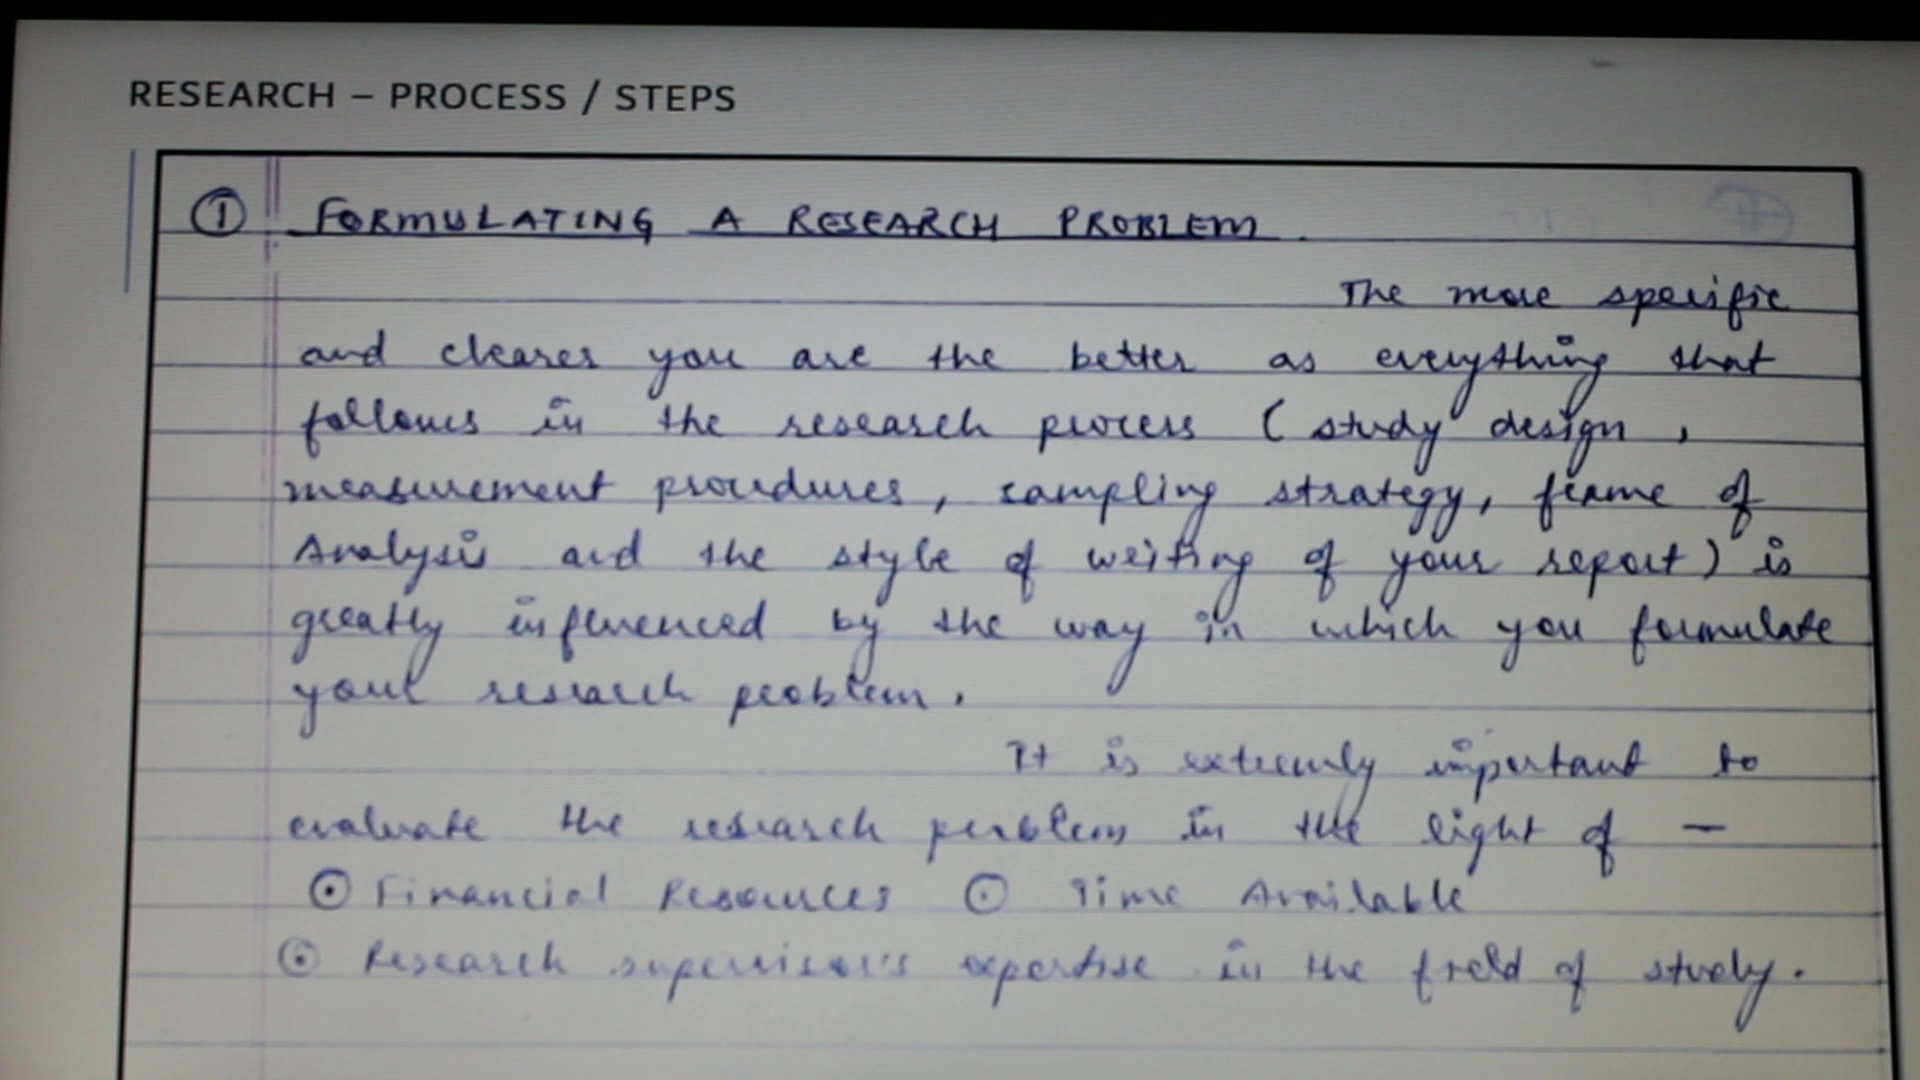 RESEARCH – PROCESS / STEPS
① FORMULATING A RESEARCH PROBLEM.
The more specific
and clearer you are the better as everything that
follows in the research process (study design,
measurement procedures, sampling strategy, frame of
Analysis and the style of writing of your report) is
greatly influenced by the way in which you formulate
your research problem.
It is extremly important to
evaluate the research problem in the light of —
⊙ Financial Resources ⊙ Time Available
⊙ Research supervisor's expertise in the field of study.